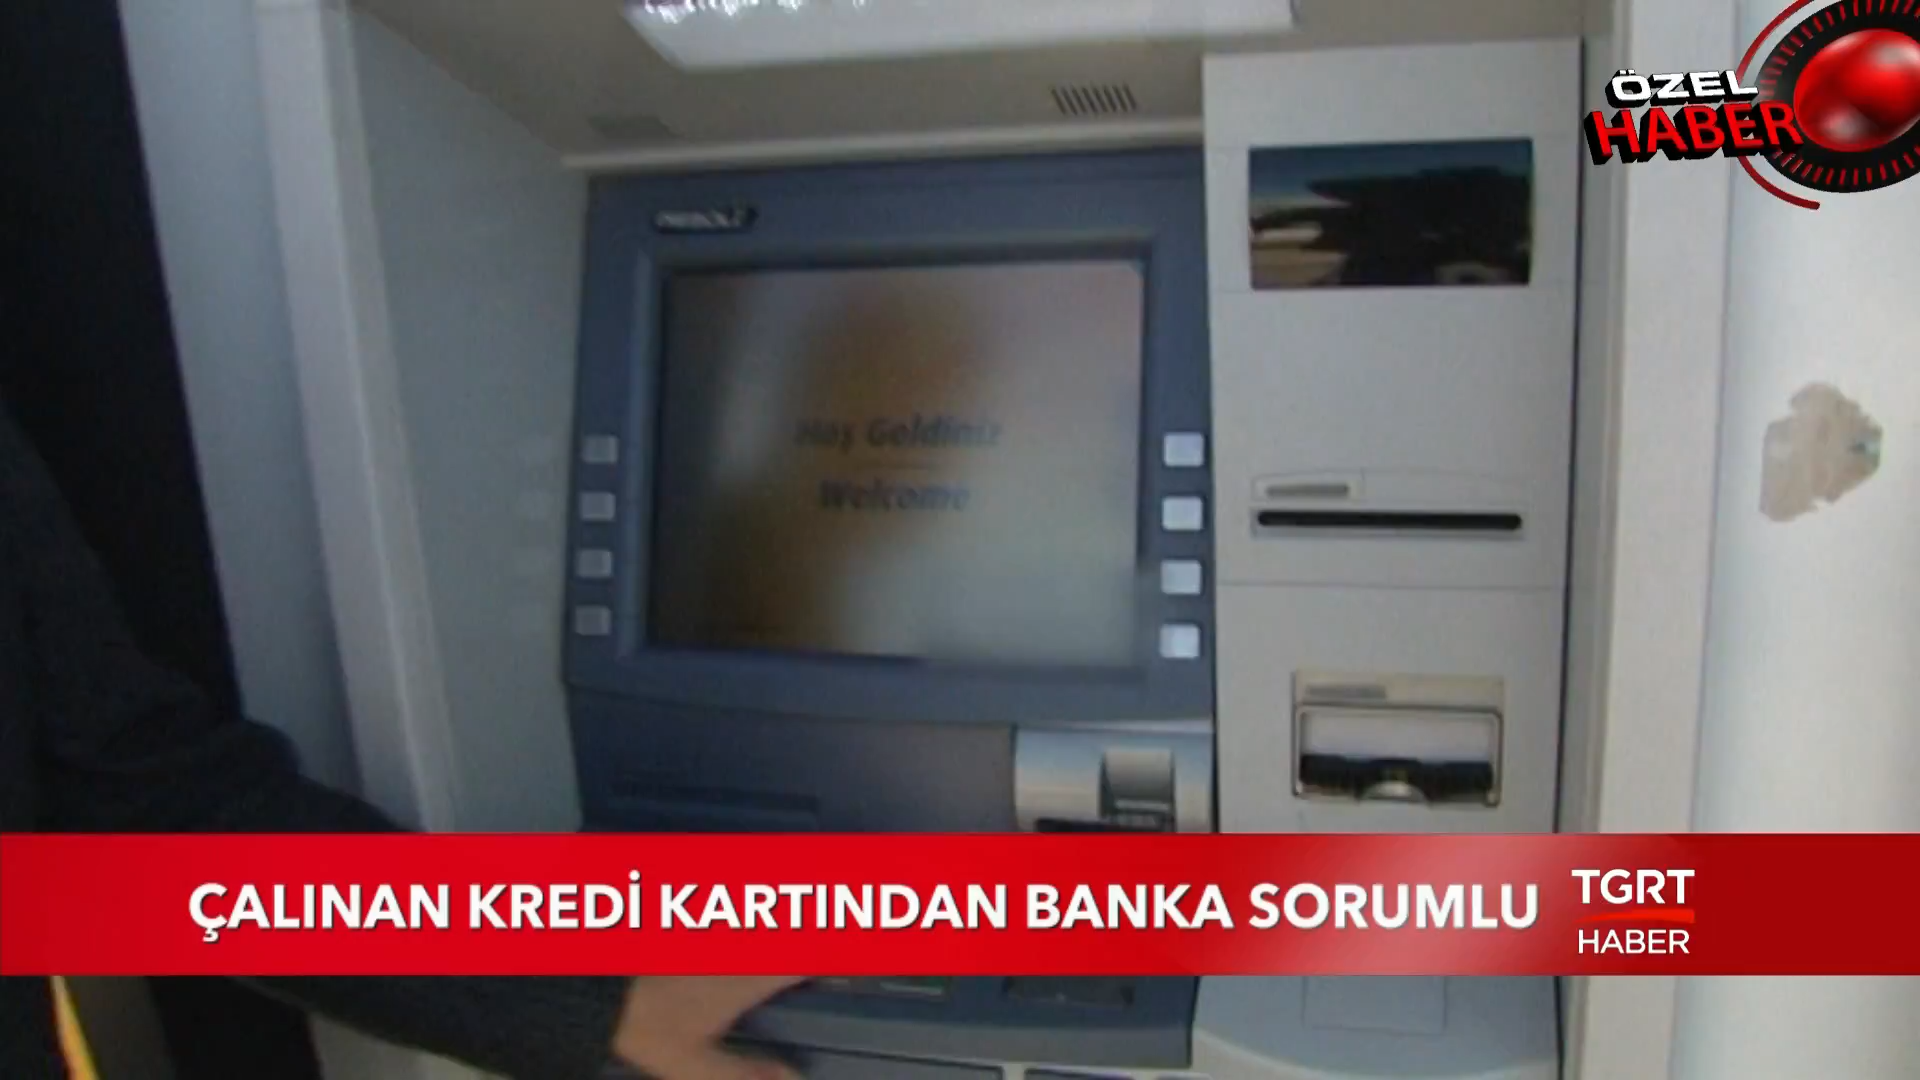 ÖZEL
HABER
Hoş Geldiniz
Welcome
ÇALINAN KREDİ KARTINDAN BANKA SORUMLU
TGRT
HABER